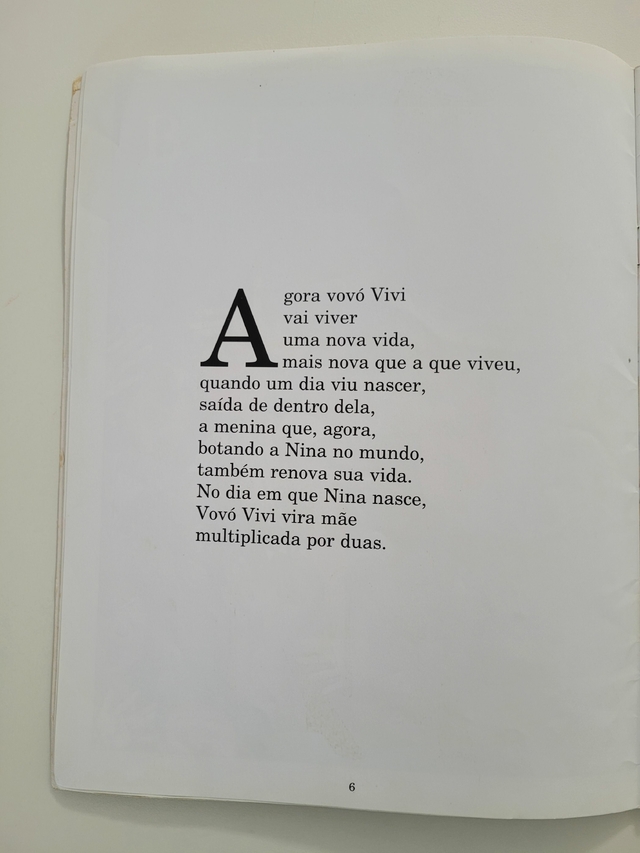 Agora vovó Vivi
vai viver
uma nova vida,
mais nova que a que viveu,
quando um dia viu nascer,
saída de dentro dela,
a menina que, agora,
botando a Nina no mundo,
também renova sua vida.
No dia em que Nina nasce,
Vovó Vivi vira mãe
multiplicada por duas.
6